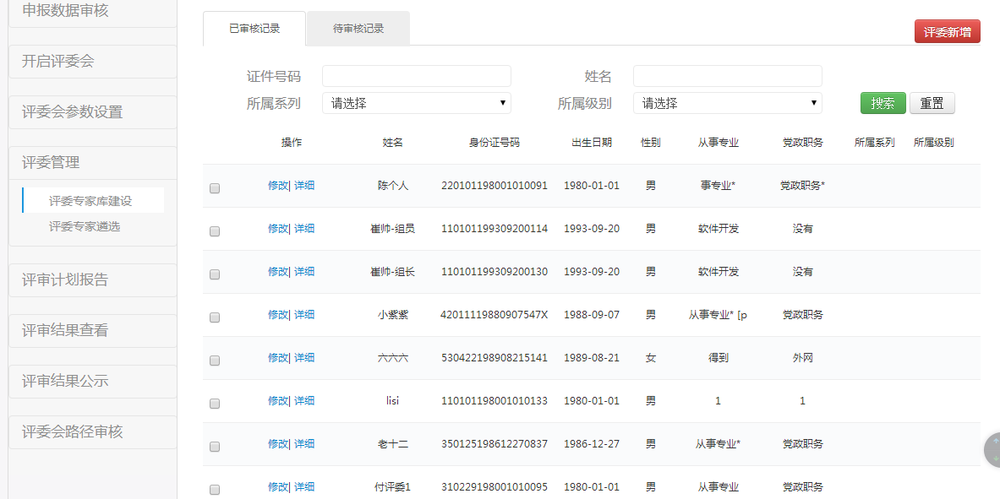 申报数据审核
开启评委会
评委会参数设置
评委管理
评委专家库建设
评委专家遴选
评审计划报告
评审结果查看
评审结果公示
评委会路径审核
已审核记录 待审核记录
评委新增
证件号码 姓名
所属系列 请选择 所属级别 请选择 搜索 重置
操作 姓名 身份证号码 出生日期 性别 从事专业 党政职务 所属系列 所属级别
修改| 详细 陈个人 220101198001010091 1980-01-01 男 事专业* 党政职务*
修改| 详细 崔帅-组员 110101199309200114 1993-09-20 男 软件开发 没有
修改| 详细 崔帅-组长 110101199309200130 1993-09-20 男 软件开发 没有
修改| 详细 小紫紫 42011119880907547X 1988-09-07 男 从事专业* [p 党政职务
修改| 详细 六六六 530422198908215141 1989-08-21 女 得到 外网
修改| 详细 lisi 110101198001010133 1980-01-01 男 1 1
修改| 详细 老十二 350125198612270837 1986-12-27 男 从事专业* 党政职务
修改| 详细 付评委1 310229198001010095 1980-01-01 男 从事专业 党政职务